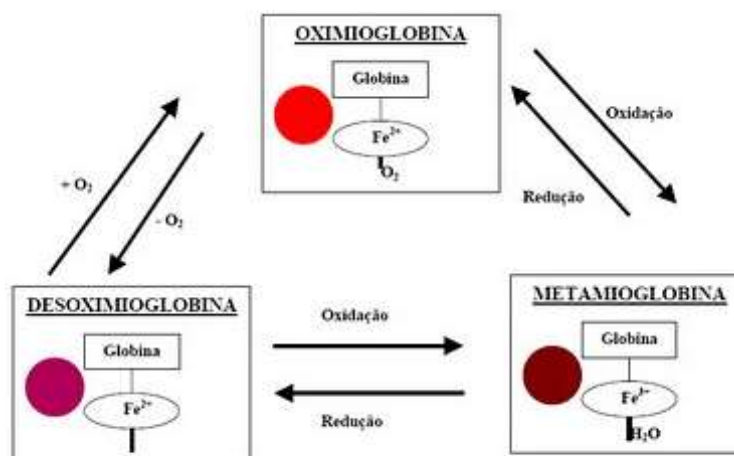 OXIMIOGLOBINA
Globina
Fe²⁺
O₂
Oxidação
Redução
+ O₂
- O₂
DESOXIMIOGLOBINA
Globina
Fe²⁺
Oxidação
Redução
METAMIOGLOBINA
Globina
Fe³⁺
H₂O